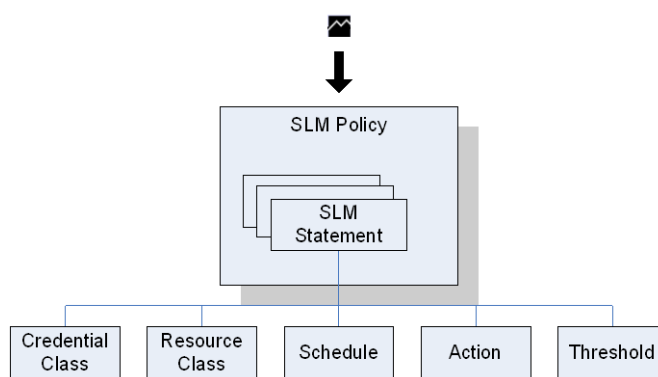 SLM Policy
SLM
Statement
Credential
Class
Resource
Class
Schedule
Action
Threshold